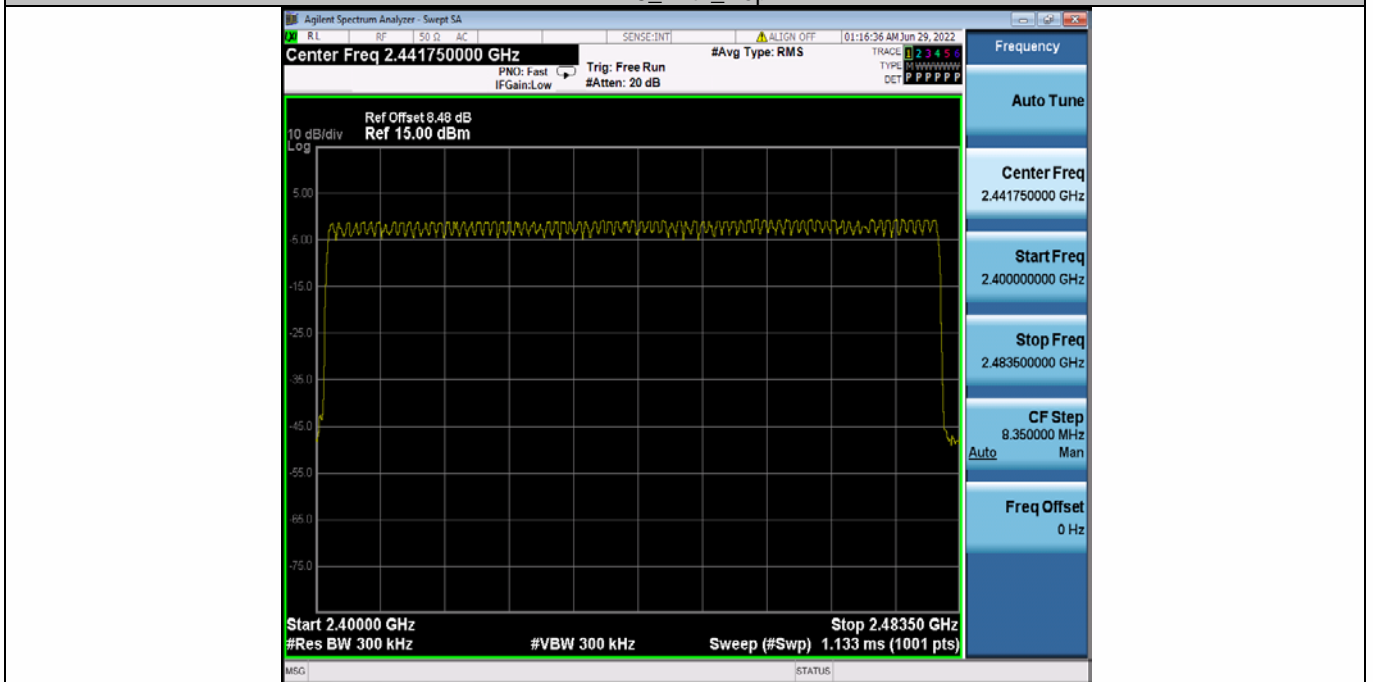 Agilent Spectrum Analyzer - Swept SA
RL RF 50 Ω AC SENSE:INT ALIGN OFF 01:16:36 AM Jun 29, 2022
Center Freq 2.441750000 GHz
PNO: Fast
IFGain:Low
Trig: Free Run
#Atten: 20 dB
#Avg Type: RMS
TRACE 1 2 3 4 5 6
TYPE M WWWWW
DET P P P P P P
Ref Offset 8.48 dB
10 dB/div Ref 15.00 dBm
Log
5.00
-5.00
-15.0
-25.0
-35.0
-45.0
-55.0
-65.0
-75.0
Start 2.40000 GHz Stop 2.48350 GHz
#Res BW 300 kHz #VBW 300 kHz Sweep (#Swp) 1.133 ms (1001 pts)
MSG STATUS
Frequency
Auto Tune
Center Freq
2.441750000 GHz
Start Freq
2.400000000 GHz
Stop Freq
2.483500000 GHz
CF Step
8.350000 MHz
Auto Man
Freq Offset
0 Hz